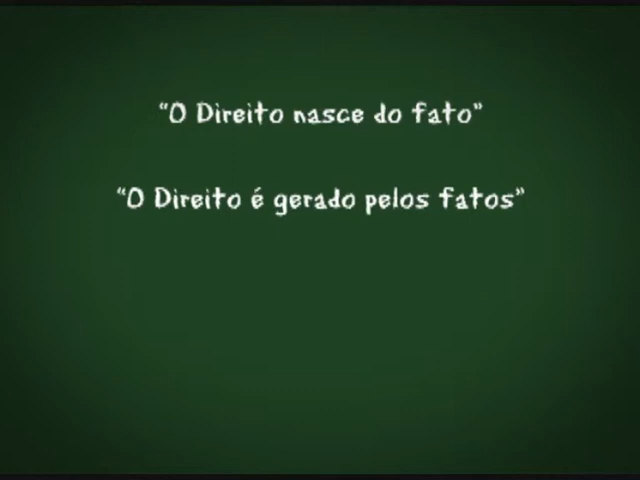 “O Direito nasce do fato”
“O Direito é gerado pelos fatos”